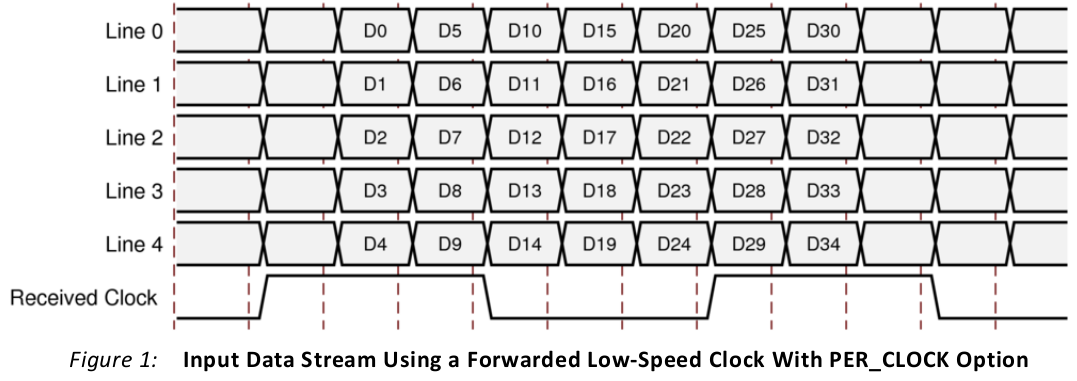 Line 0 D0 D5 D10 D15 D20 D25 D30
Line 1 D1 D6 D11 D16 D21 D26 D31
Line 2 D2 D7 D12 D17 D22 D27 D32
Line 3 D3 D8 D13 D18 D23 D28 D33
Line 4 D4 D9 D14 D19 D24 D29 D34
Received Clock
Figure 1: Input Data Stream Using a Forwarded Low-Speed Clock With PER_CLOCK Option